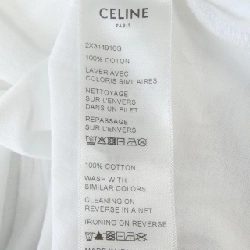 CELINE
PARIS
100% COTON
LAVER AVEC
COLORIS SIMILAIRES
NETTOYAGE
SUR L'ENVERS
DANS UN FILET
REPASSAGE
SUR L'ENVERS
100% COTTON
WASH WITH
SIMILAR COLORS
CLEANING ON
REVERSE IN A NET
IRONING ON REVERSE